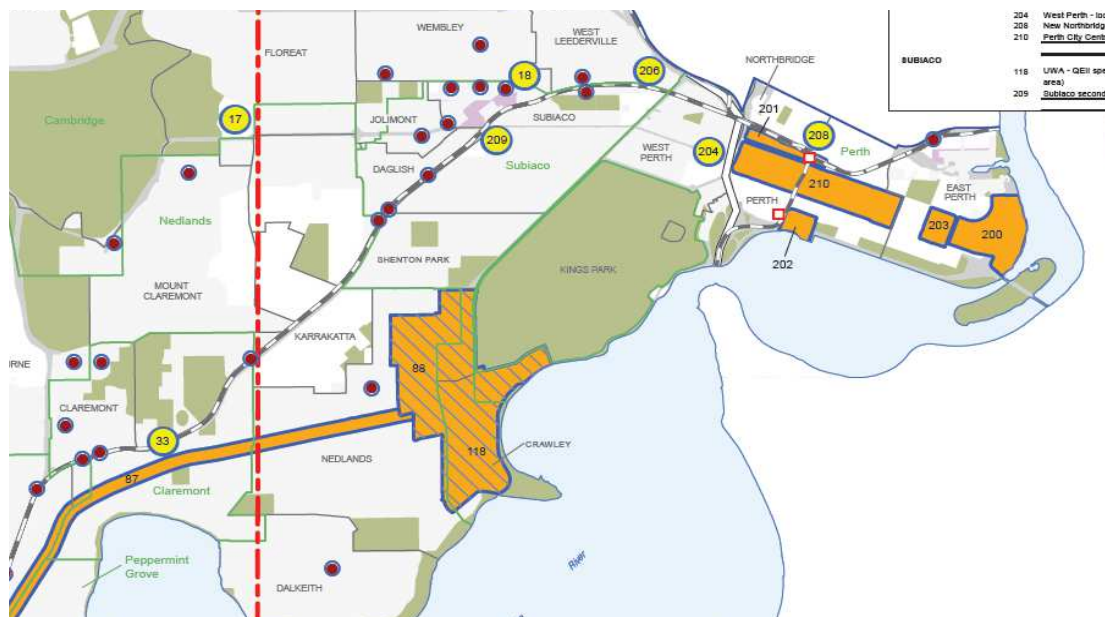 204 West Perth - loc
208 New Northbridg
210 Perth City Cent
SUBIACO
118 UWA - QEII spe
area)
209 Subiaco second
WEMBLEY
WEST
LEEDERVILLE
FLOREAT
NORTHBRIDGE
206
18
201
17
Cambridge
JOLIMONT
SUBIACO
209
208
204
WEST
PERTH
Perth
DAGLISH
Subiaco
210
EAST
PERTH
PERTH
Nedlands
203
200
202
SHENTON PARK
KINGS PARK
MOUNT
CLAREMONT
KARRAKATTA
URNE
88
CLAREMONT
33
118
CRAWLEY
NEDLANDS
87
Claremont
Peppermint
Grove
River
DALKEITH